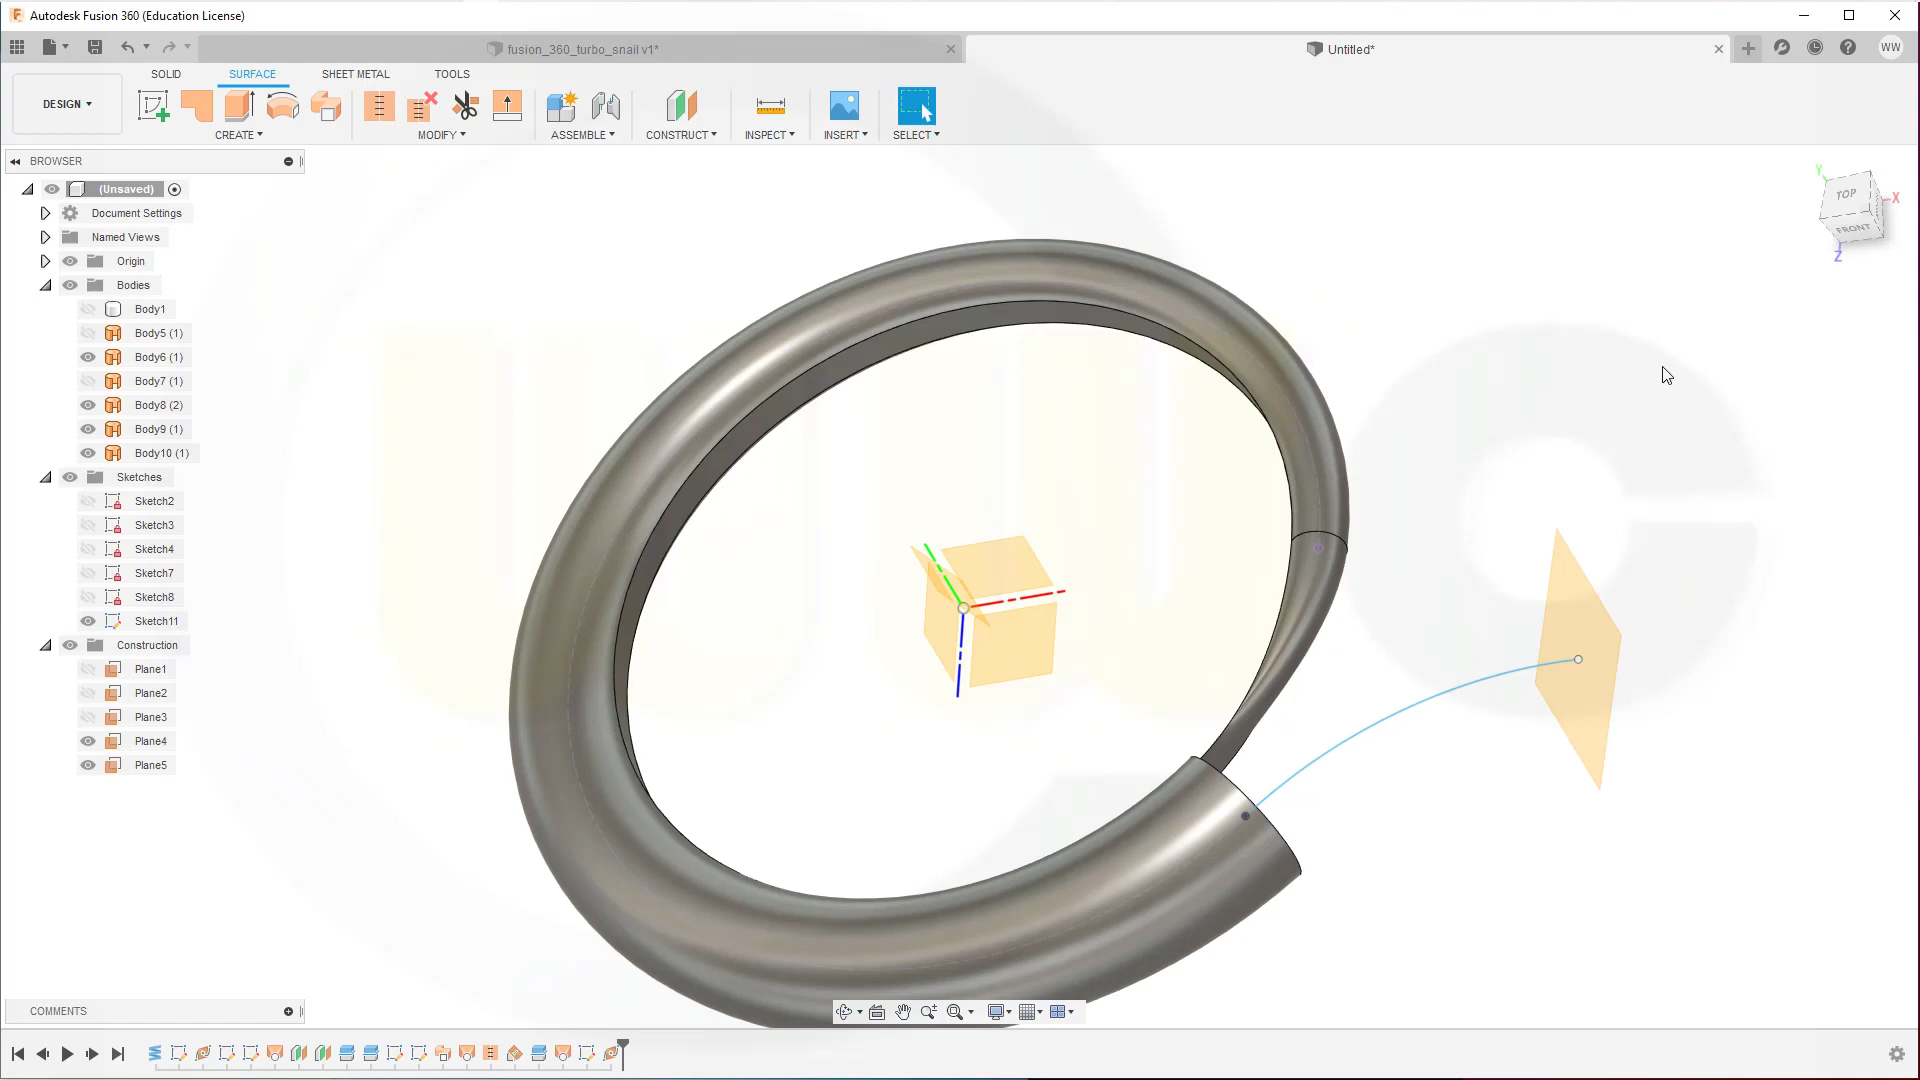 Autodesk Fusion 360 (Education License)
fusion_360_turbo_snail v1*
Untitled*
WW
DESIGN
SOLID
SURFACE
SHEET METAL
TOOLS
CREATE
MODIFY
ASSEMBLE
CONSTRUCT
INSPECT
INSERT
SELECT
BROWSER
(Unsaved)
Document Settings
Named Views
Origin
Bodies
Body1
Body5 (1)
Body6 (1)
Body7 (1)
Body8 (2)
Body9 (1)
Body10 (1)
Sketches
Sketch2
Sketch3
Sketch4
Sketch7
Sketch8
Sketch11
Construction
Plane1
Plane2
Plane3
Plane4
Plane5
Y
TOP
X
FRONT
Z
COMMENTS